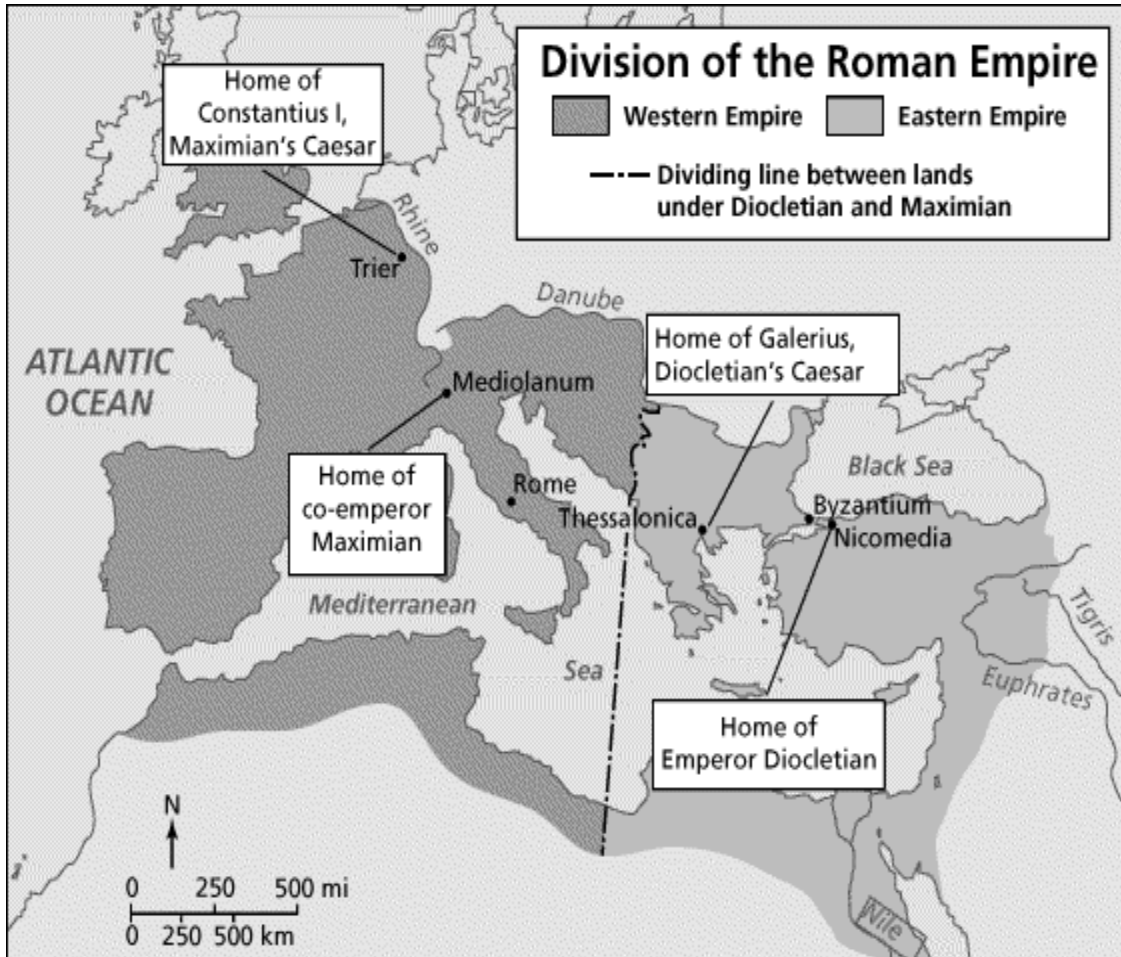 Division of the Roman Empire
Western Empire
Eastern Empire
Dividing line between lands
under Diocletian and Maximian
Home of
Constantius I,
Maximian's Caesar
Rhine
Trier
Danube
Home of Galerius,
Diocletian's Caesar
ATLANTIC
OCEAN
Mediolanum
Black Sea
Home of
co-emperor
Maximian
Rome
Thessalonica
Byzantium
Nicomedia
Mediterranean
Sea
Tigris
Euphrates
Home of
Emperor Diocletian
N
0 250 500 mi
0 250 500 km
Nile